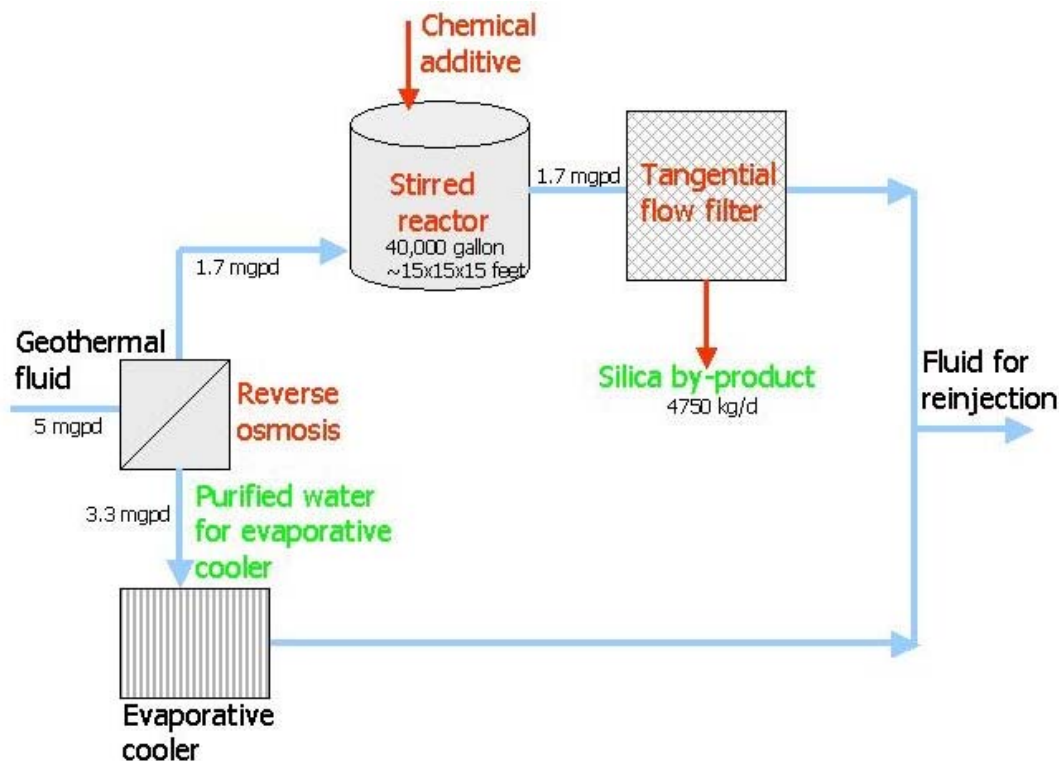 Chemical
additive
Stirred
reactor
40,000 gallon
~15x15x15 feet
1.7 mgpd
Tangential
flow filter
1.7 mgpd
Geothermal
fluid
5 mgpd
Reverse
osmosis
Silica by-product
4750 kg/d
Fluid for
reinjection
3.3 mgpd
Purified water
for evaporative
cooler
Evaporative
cooler